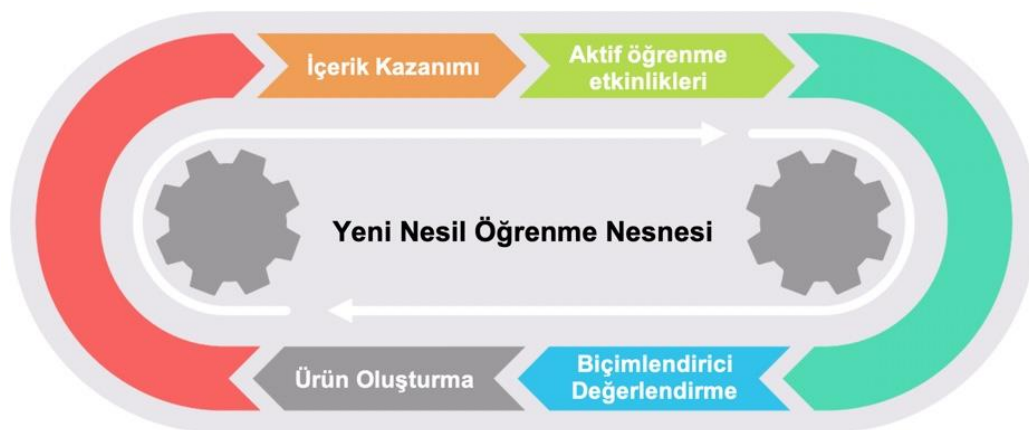 İçerik Kazanımı
Aktif öğrenme
etkinlikleri
Yeni Nesil Öğrenme Nesnesi
Ürün Oluşturma
Biçimlendirici
Değerlendirme